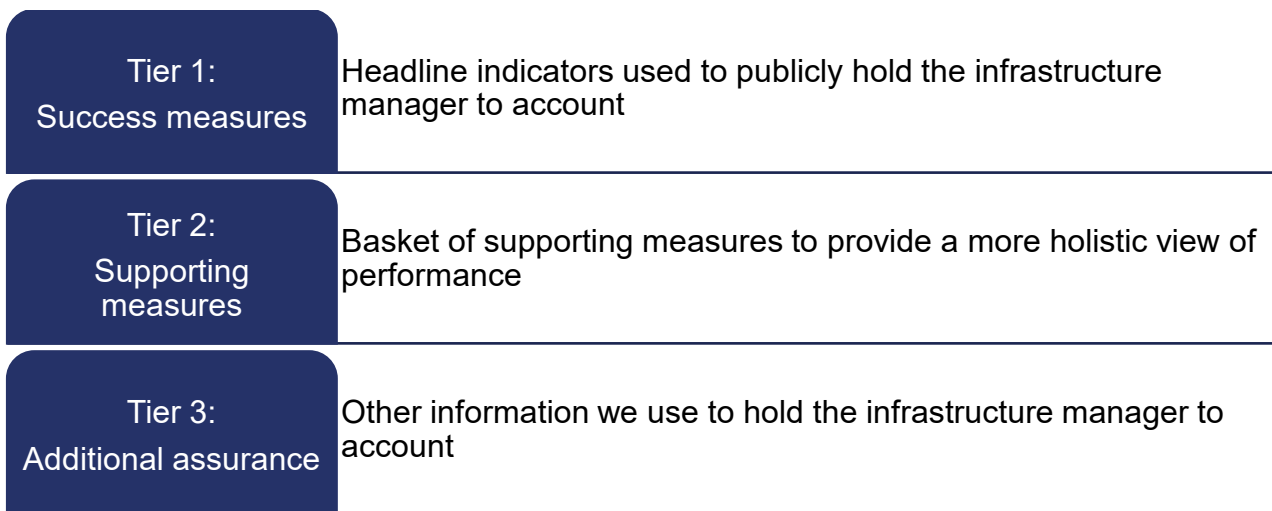 Tier 1:
Success measures
Headline indicators used to publicly hold the infrastructure
manager to account
Tier 2:
Supporting
measures
Basket of supporting measures to provide a more holistic view of
performance
Tier 3:
Additional assurance
Other information we use to hold the infrastructure manager to
account